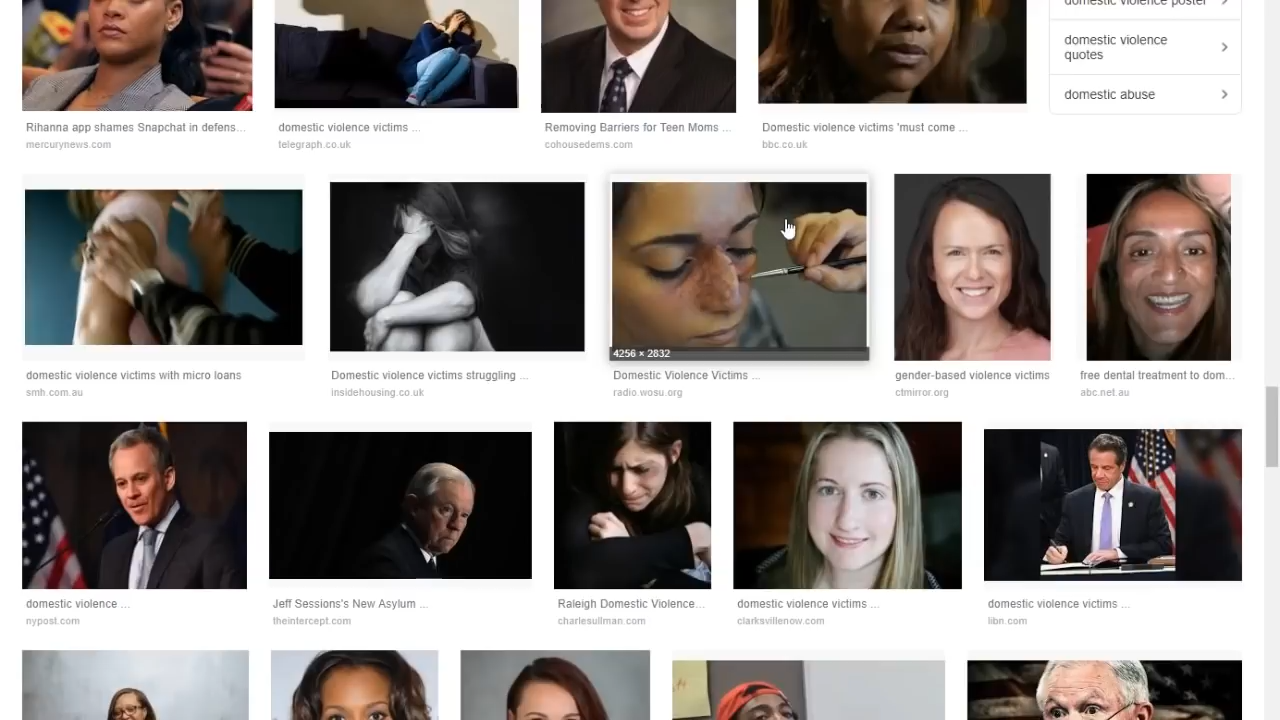 domestic violence poster
domestic violence
quotes
domestic abuse
Rihanna app shames Snapchat in defens...
mercurynews.com
domestic violence victims ...
telegraph.co.uk
Removing Barriers for Teen Moms ...
cohousedems.com
Domestic violence victims 'must come ...
bbc.co.uk
4256 × 2832
domestic violence victims with micro loans
smh.com.au
Domestic violence victims struggling ...
insidehousing.co.uk
Domestic Violence Victims ...
radio.wosu.org
gender-based violence victims
ctmirror.org
free dental treatment to dom...
abc.net.au
domestic violence ...
nypost.com
Jeff Sessions's New Asylum ...
theintercept.com
Raleigh Domestic Violence...
charlesullman.com
domestic violence victims ...
clarksvillenow.com
domestic violence victims ...
libn.com